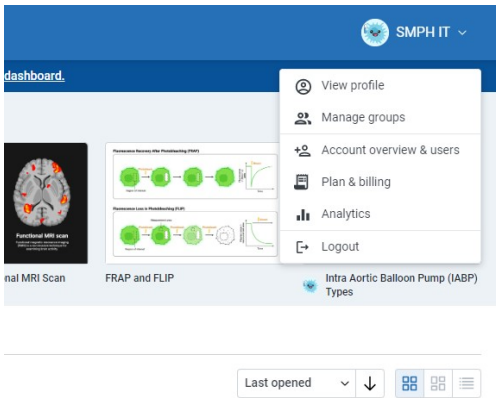 SMPH IT
dashboard.
View profile
Manage groups
Account overview & users
Plan & billing
Analytics
Logout
Fluorescence Recovery After Photobleaching (FRAP)
Fluorescence Loss in Photobleaching (FLIP)
Functional MRI scan
nal MRI Scan
FRAP and FLIP
Intra Aortic Balloon Pump (IABP)
Types
Last opened